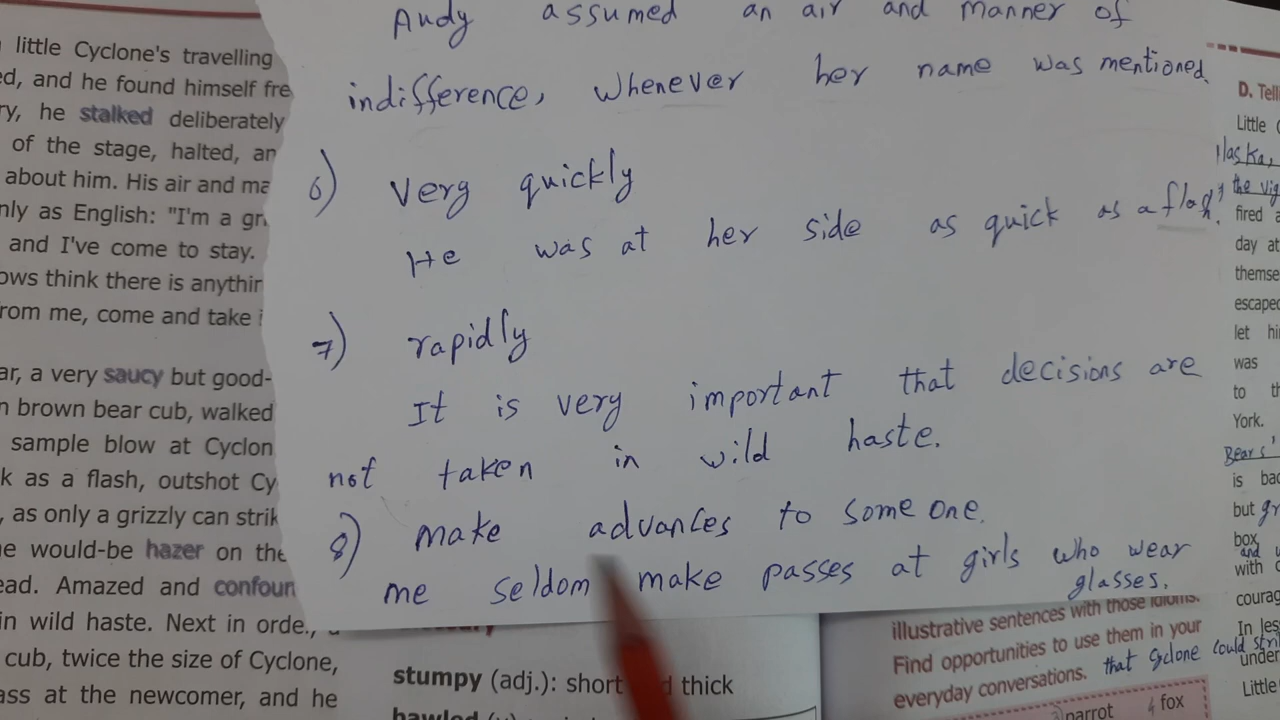 Andy assumed an air and manner of
indifference, whenever her name was mentioned.
6) Very quickly
He was at her side as quick as a flash.
7) rapidly
It is very important that decisions are
not taken in wild haste.
8) make advances to some one.
me seldom make passes at girls who wear
glasses.
little Cyclone's travelling
ed, and he found himself fre
ry, he stalked deliberately
of the stage, halted, an
about him. His air and ma
nly as English: "I'm a gri
and I've come to stay.
ows think there is anythin
from me, come and take i
ar, a very saucy but good-
n brown bear cub, walked
sample blow at Cyclon
k as a flash, outshot Cy
, as only a grizzly can strik
he would-be hazer on the
ead. Amazed and confoun
in wild haste. Next in order,
cub, twice the size of Cyclone,
ass at the newcomer, and he
stumpy (adj.): short and thick
bawled
illustrative sentences with those idioms.
Find opportunities to use them in your
everyday conversations. that Cyclone could stri
parrot 4 fox
D. Tell
Little
the vig
fired a
day at
themse
escaped
let hi
was
to th
York.
Bears'
is bac
but gr
box
and
with c
courag
In les
under
Little